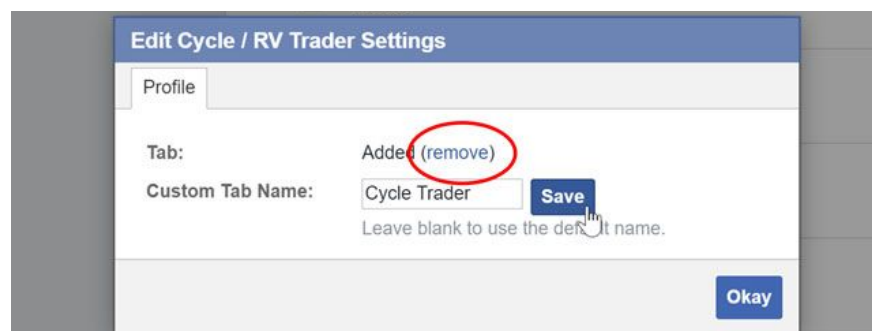 Edit Cycle / RV Trader Settings
Profile
Tab: Added (remove)
Custom Tab Name: Cycle Trader Save
Leave blank to use the default name.
Okay